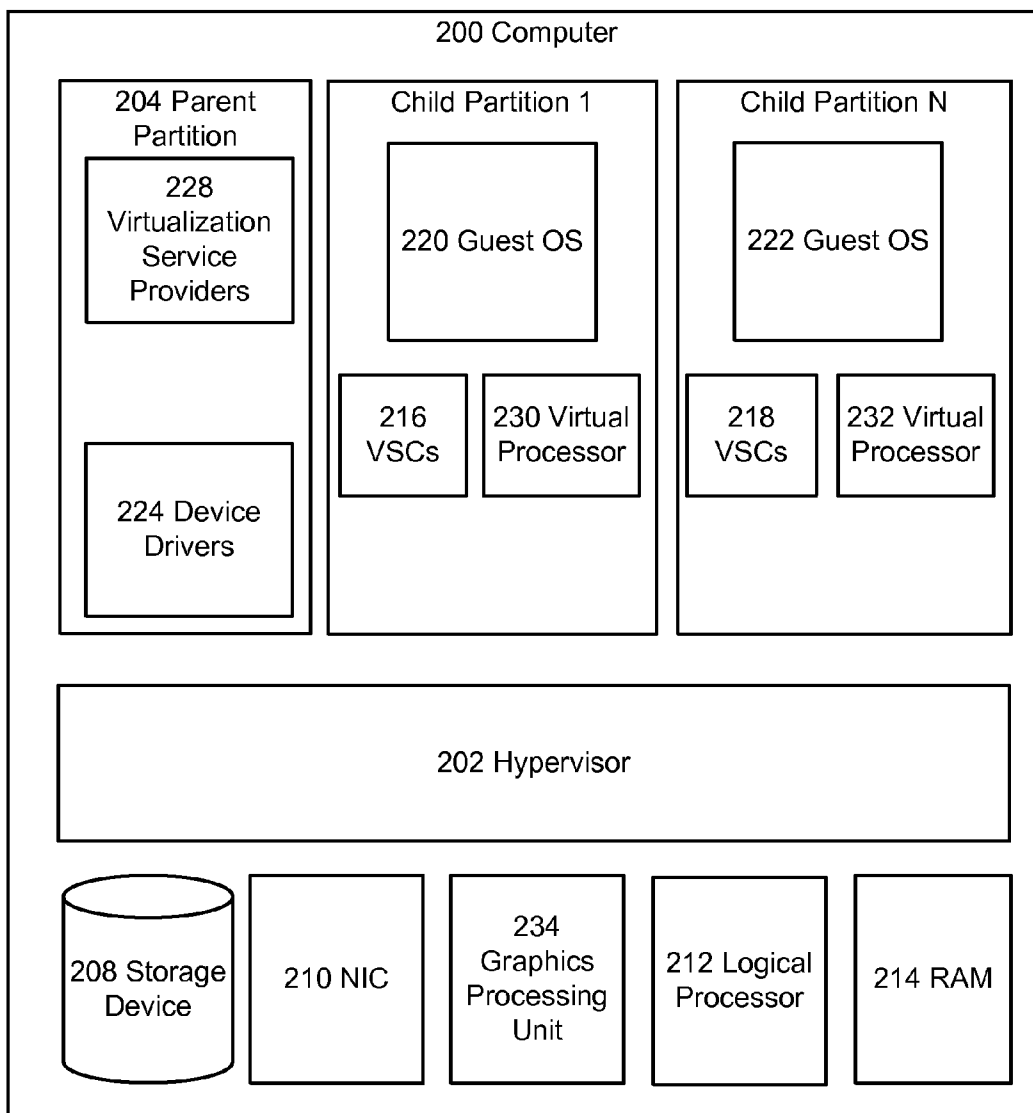 200 Computer
204 Parent
Partition
228
Virtualization
Service
Providers
224 Device
Drivers
Child Partition 1
220 Guest OS
216
VSCs
230 Virtual
Processor
Child Partition N
222 Guest OS
218
VSCs
232 Virtual
Processor
202 Hypervisor
208 Storage
Device
210 NIC
234
Graphics
Processing
Unit
212 Logical
Processor
214 RAM